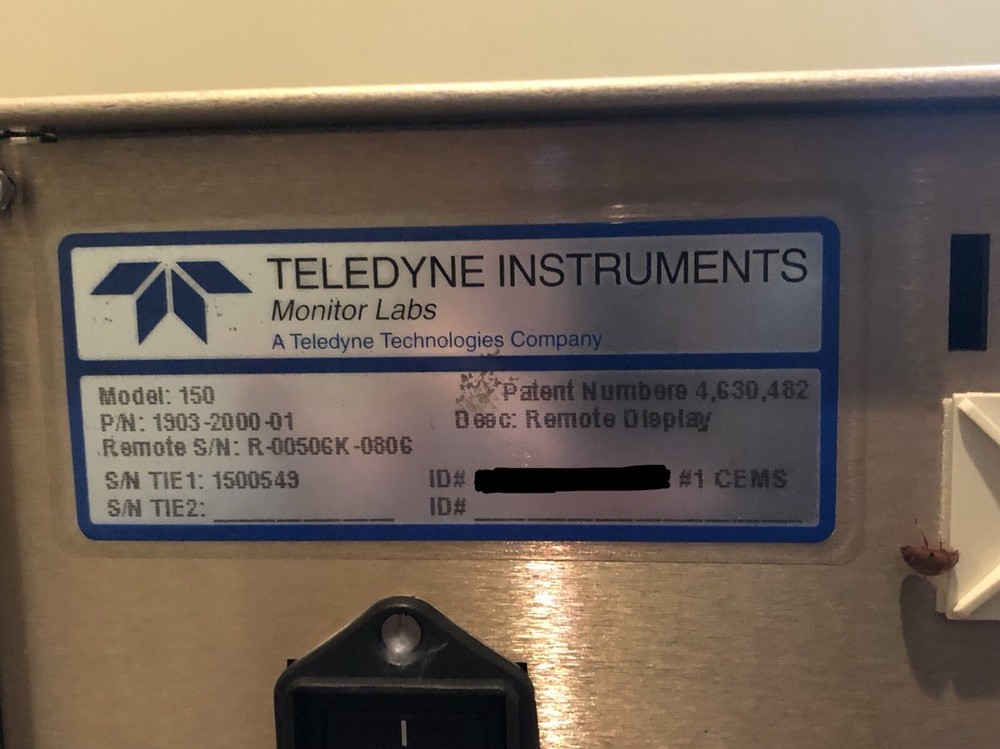 TELEDYNE INSTRUMENTS
Monitor Labs
A Teledyne Technologies Company
Model: 150
Patent Numbers 4,630,482
P/N: 1903-2000-01
Desc: Remote Display
Remote S/N: R-00506K-0806
S/N TIE1: 1500549
ID# #1 CEMS
S/N TIE2:
ID#